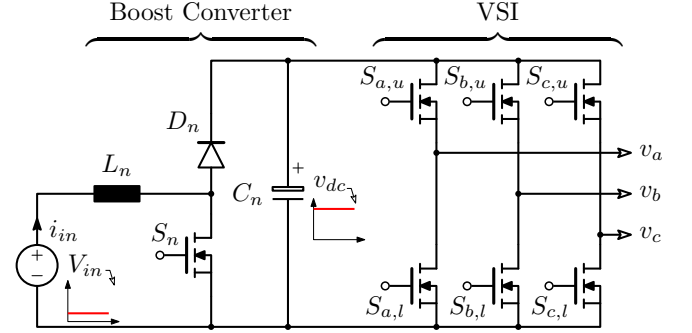 Boost Converter VSI
S_{a,u} S_{b,u} S_{c,u}
D_n
L_n
v_a
+
C_n v_{dc}
v_b
S_n
i_{in}
v_c
+
−
V_{in}
S_{a,l} S_{b,l} S_{c,l}